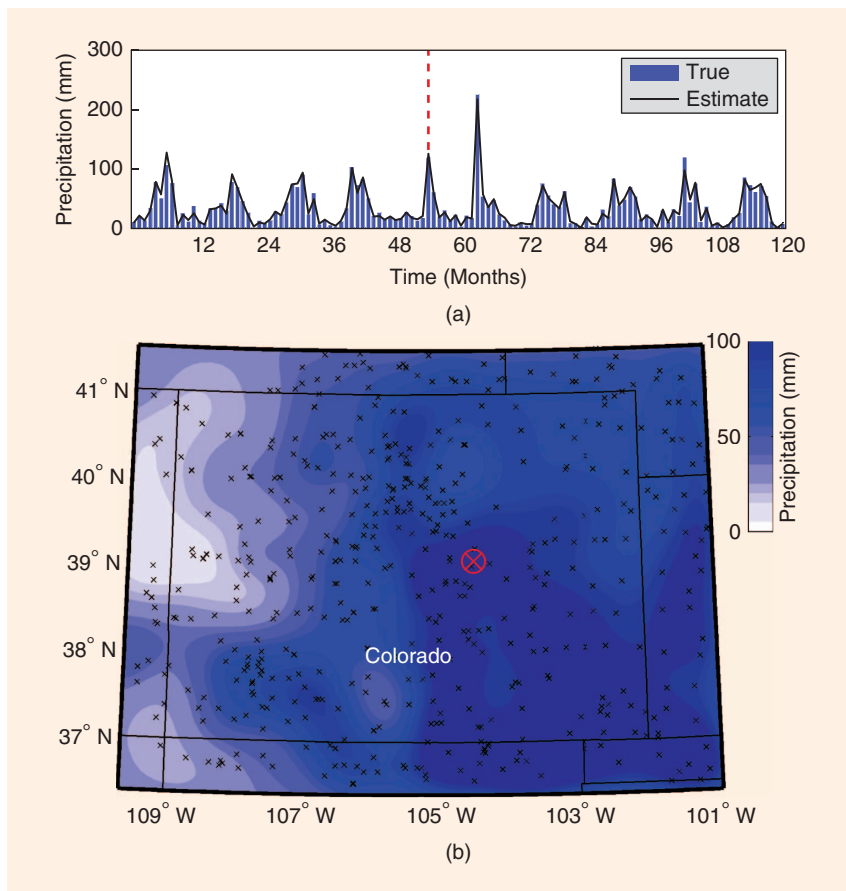 300
200
100
0
Precipitation (mm)
True
Estimate
12 24 36 48 60 72 84 96 108 120
Time (Months)
(a)
41° N
40° N
39° N
38° N
37° N
Colorado
100
50
0
Precipitation (mm)
109° W 107° W 105° W 103° W 101° W
(b)